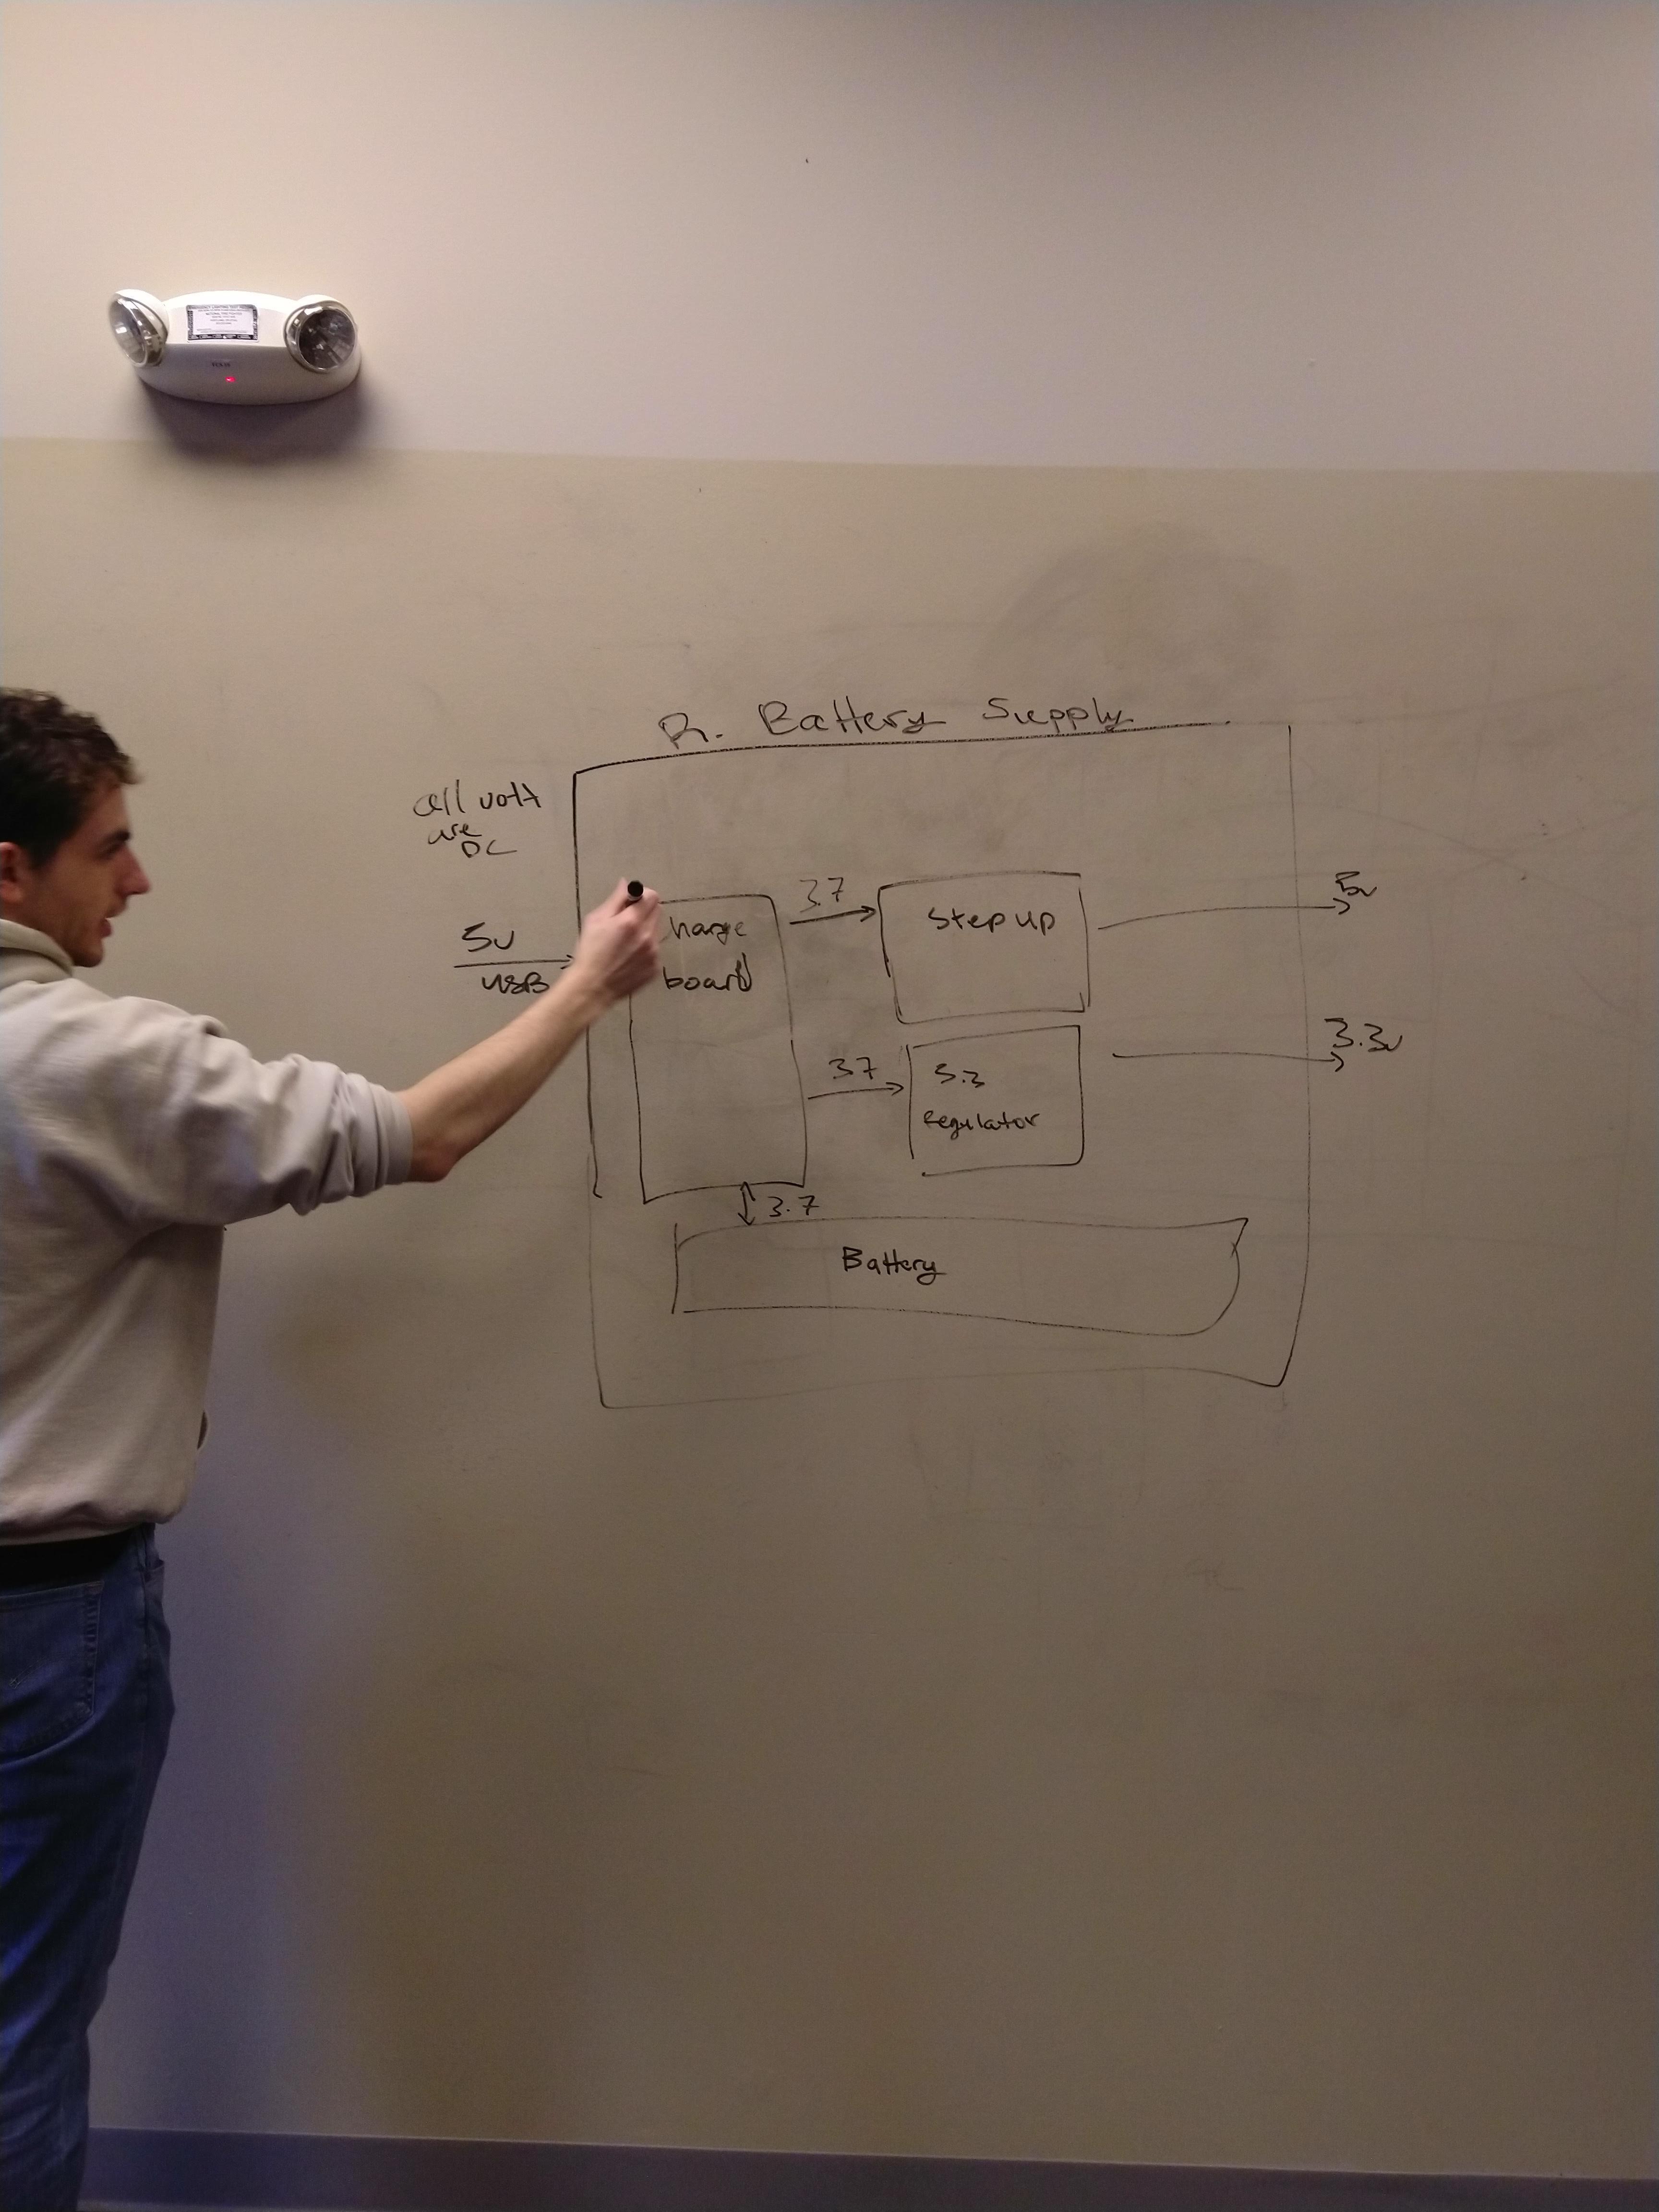 R. Battery Supply
all volt
are
DC
5v
USB
harge
board
3.7
Step up
5v
3.7
3.3
Regulator
3.3v
3.7
Battery